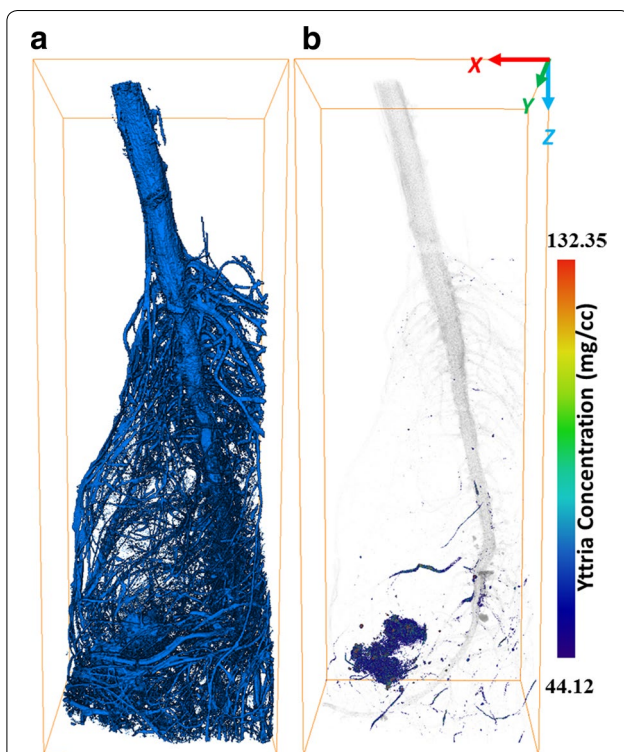 a
b
X
Y
Z
132.35
Yttria Concentration (mg/cc)
44.12